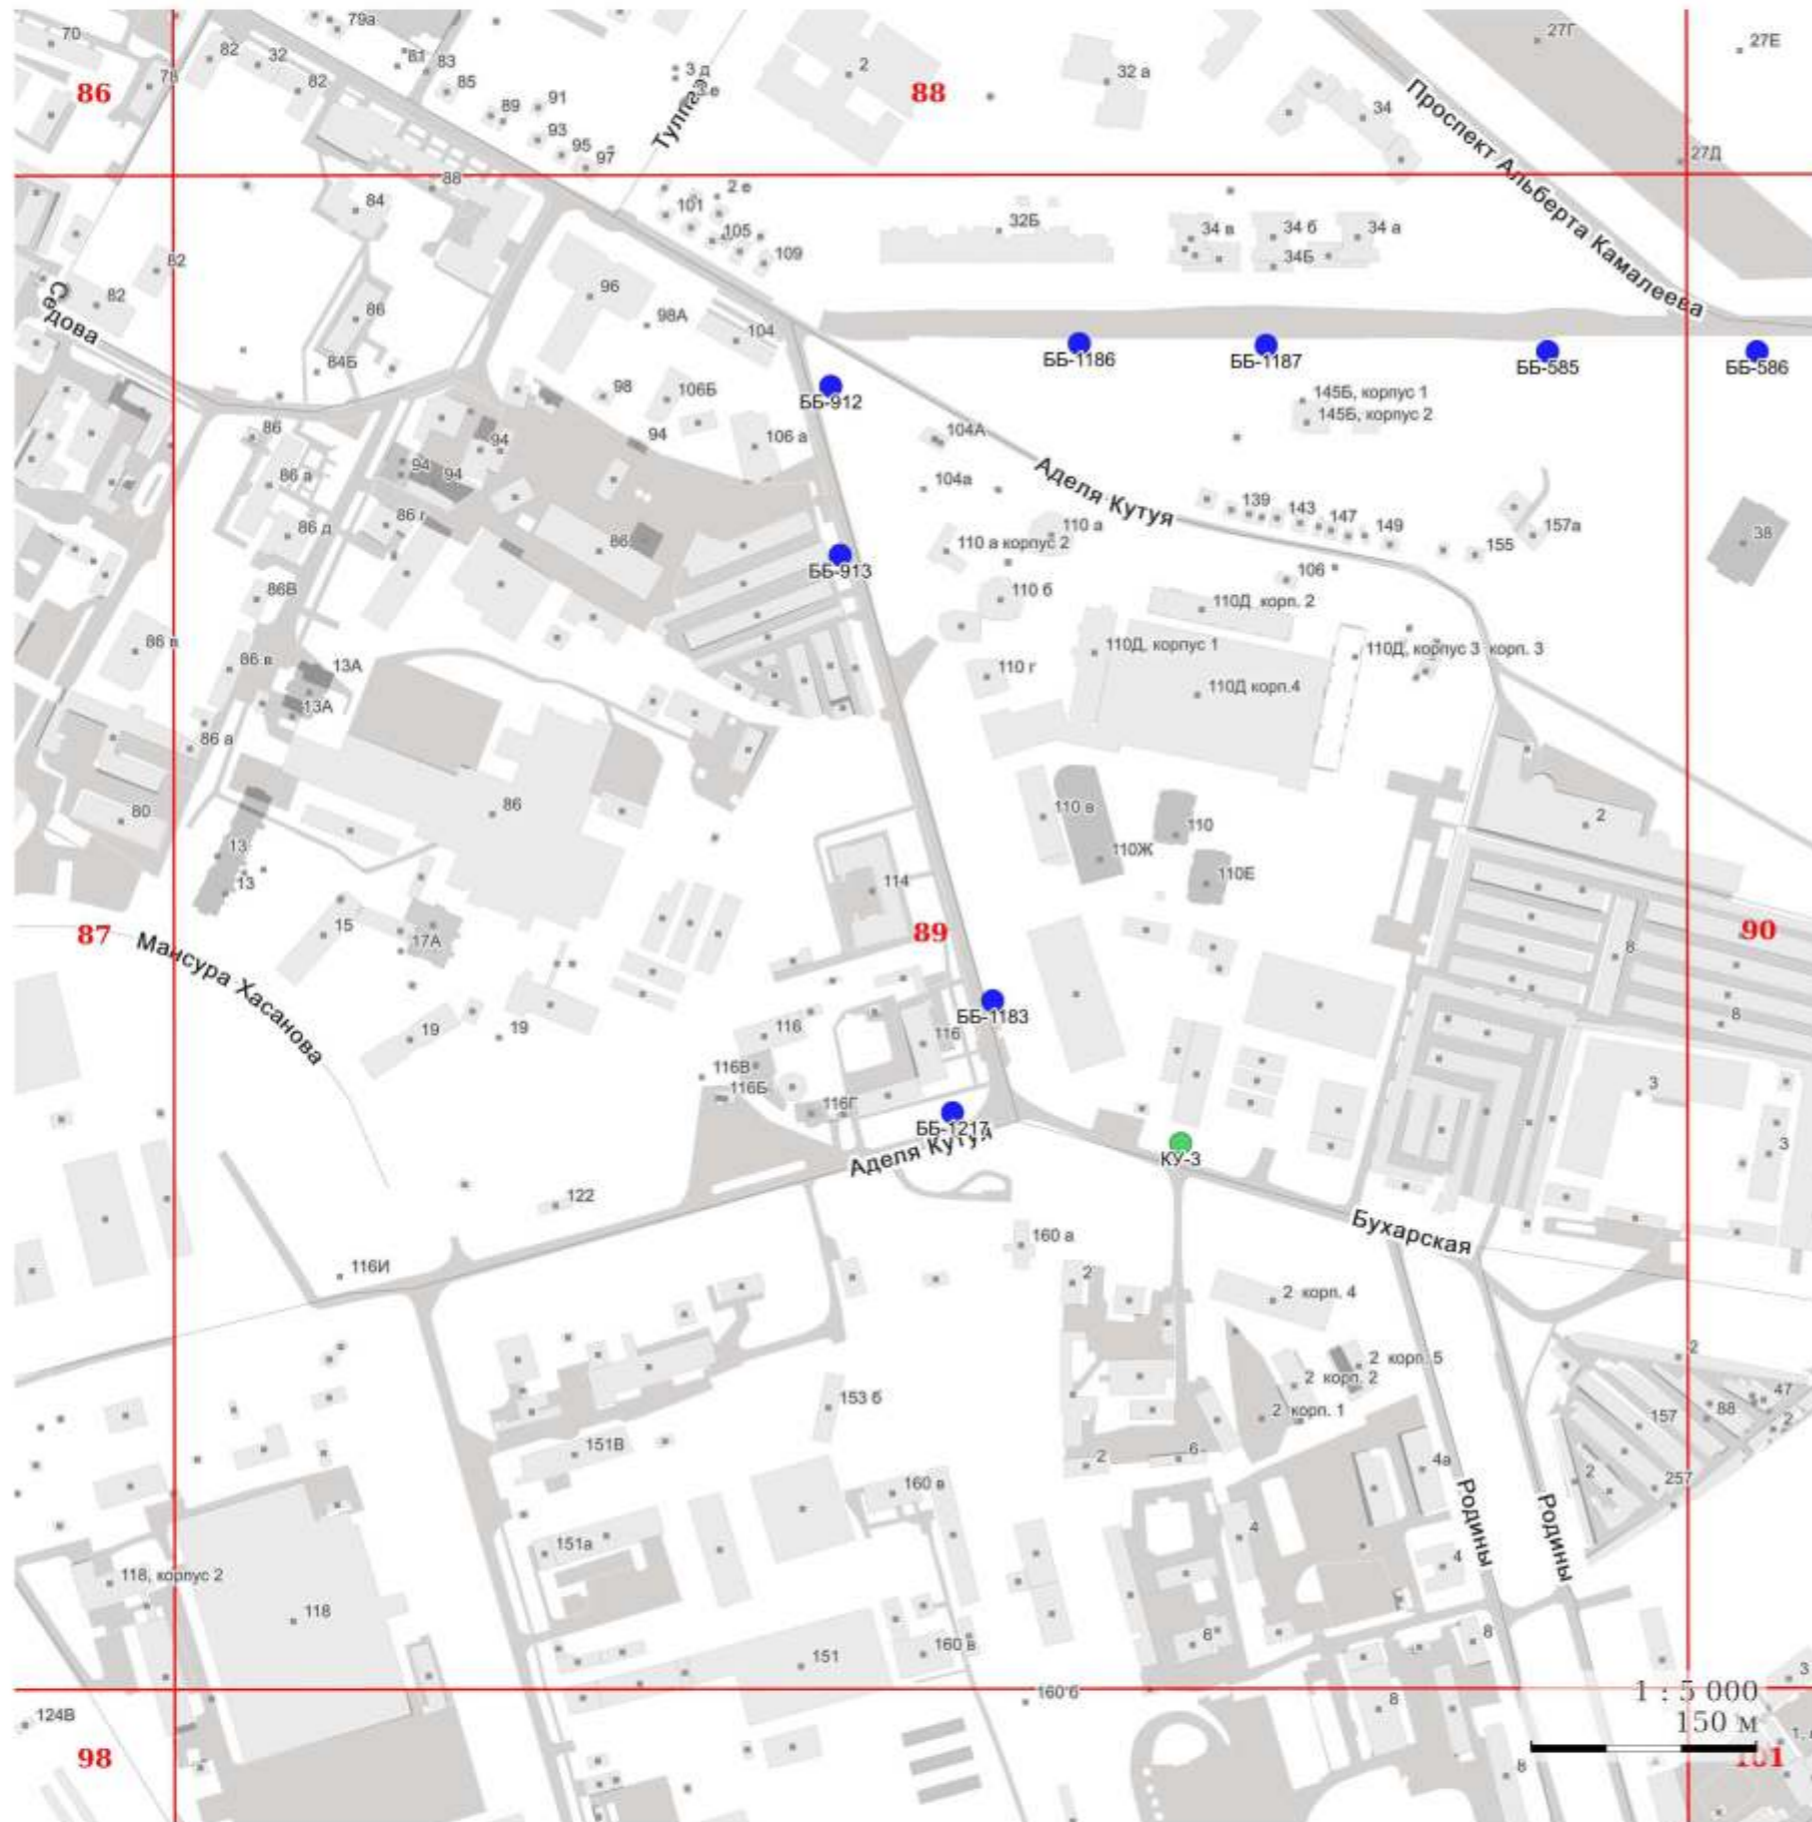 70
82
32
82
79а
81
83
85
89
91
93
95
97
3 д
Тулпар
2
32 а
34
27Г
27Е
27Д
Проспект Альберта Камалеева
86
88
78
84
88
2 е
101
105
109
32Б
34 в
34 б
34 а
34Б
82
82
Седова
86
84Б
96
98А
104
98
106Б
106 а
ББ-912
ББ-1186
ББ-1187
ББ-585
ББ-586
145Б, корпус 1
145Б, корпус 2
104А
104а
Аделя Кутуя
86
86 а
86 д
86 г
94
94
94
94
86
86В
ББ-913
110 а
110 а корпус 2
110 б
110 г
139
143
147
149
155
157а
38
106
110Д корп. 2
110Д, корпус 1
110Д корп.4
110Д, корпус 3 корп. 3
86 в
86 в
86 а
13А
13А
80
86
13
13
15
17А
19
19
110 в
110Ж
110
110Е
114
2
8
8
87
89
90
Мансура Хасанова
ББ-1183
116
116
116В
116Б
116Г
ББ-1217
Аделя Кутуя
КУ-3
3
3
Бухарская
122
116И
160 а
2
2 корп. 4
2 корп. 5
2 корп. 2
2 корп. 1
2
47
88
2
157
257
2
153 б
151В
160 в
2
6
4а
Родины
Родины
151а
4
4
118, корпус 2
118
151
160 в
8
8
3
124В
160 б
8
8
98
101
1 : 5 000
150 м